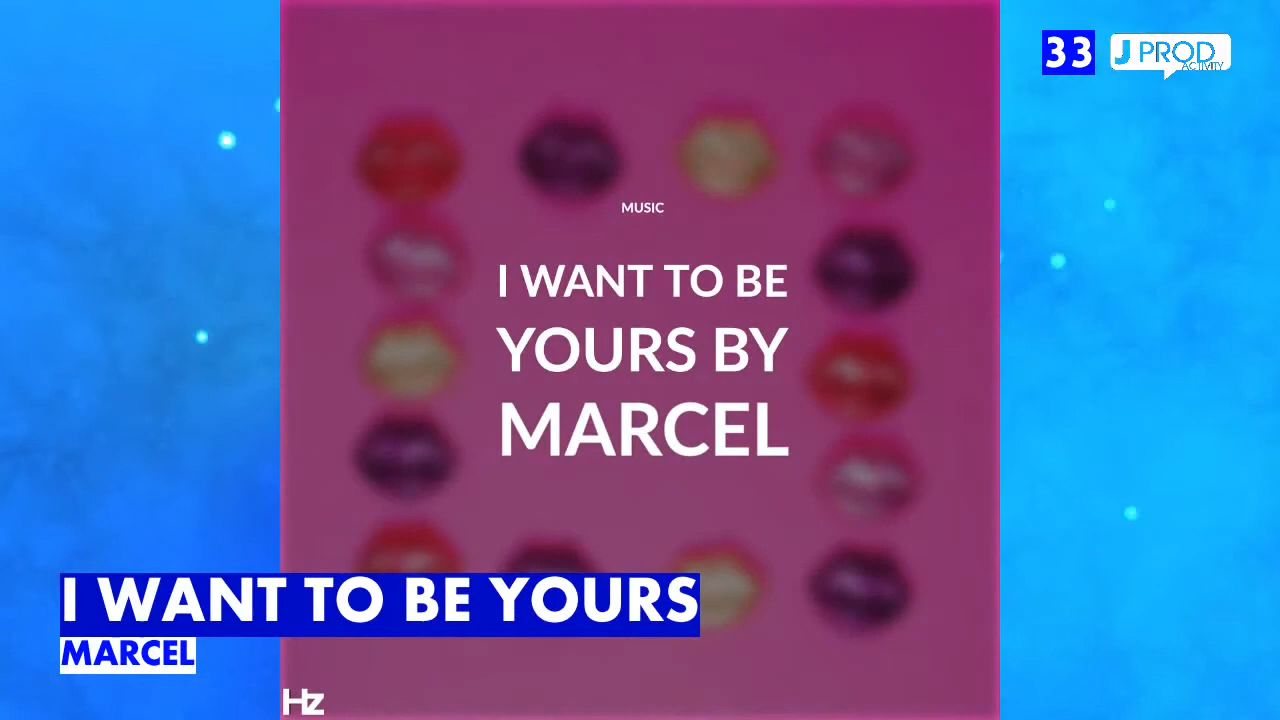 33
J PROD
ACTIVITY
MUSIC
I WANT TO BE
YOURS BY
MARCEL
I WANT TO BE YOURS
MARCEL
Hz